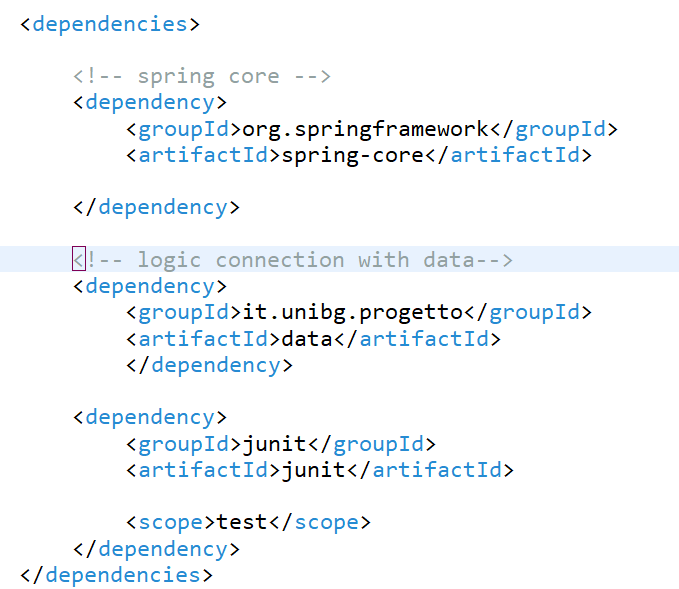 <dependencies>
<!-- spring core -->
<dependency>
<groupId>org.springframework</groupId>
<artifactId>spring-core</artifactId>
</dependency>
<!-- logic connection with data-->
<dependency>
<groupId>it.unibg.progetto</groupId>
<artifactId>data</artifactId>
</dependency>
<dependency>
<groupId>junit</groupId>
<artifactId>junit</artifactId>
<scope>test</scope>
</dependency>
</dependencies>